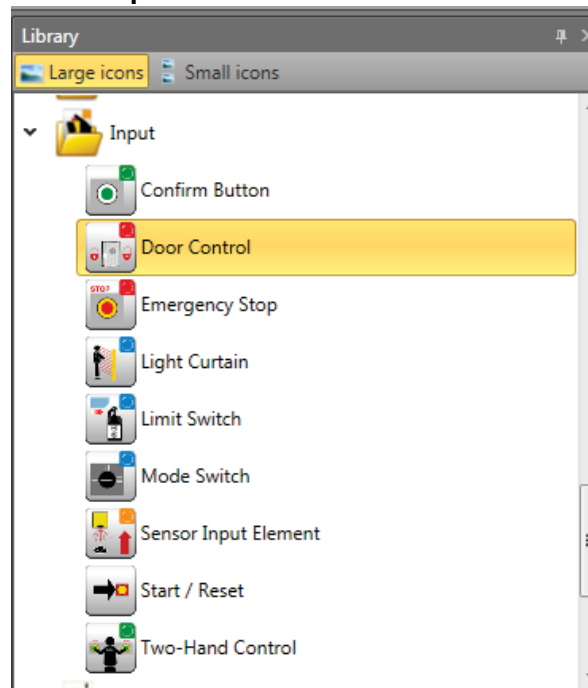 Library
Large icons Small icons
Input
Confirm Button
Door Control
STOP
Emergency Stop
Light Curtain
Limit Switch
Mode Switch
Sensor Input Element
Start / Reset
Two-Hand Control